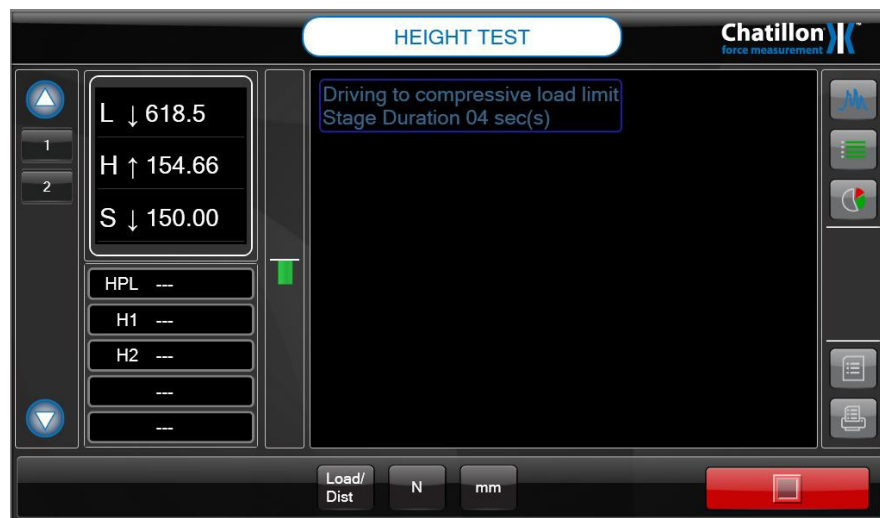 HEIGHT TEST
Chatillon™
force measurement
1
2
L ↓ 618.5
H ↑ 154.66
S ↓ 150.00
HPL ---
H1 ---
H2 ---
---
---
Driving to compressive load limit
Stage Duration 04 sec(s)
Load/
Dist
N
mm